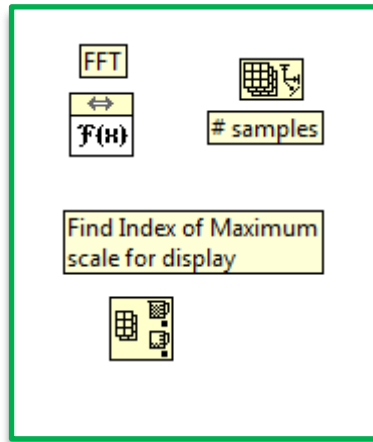 FFT
ℱ{x}
# samples
Find Index of Maximum
scale for display